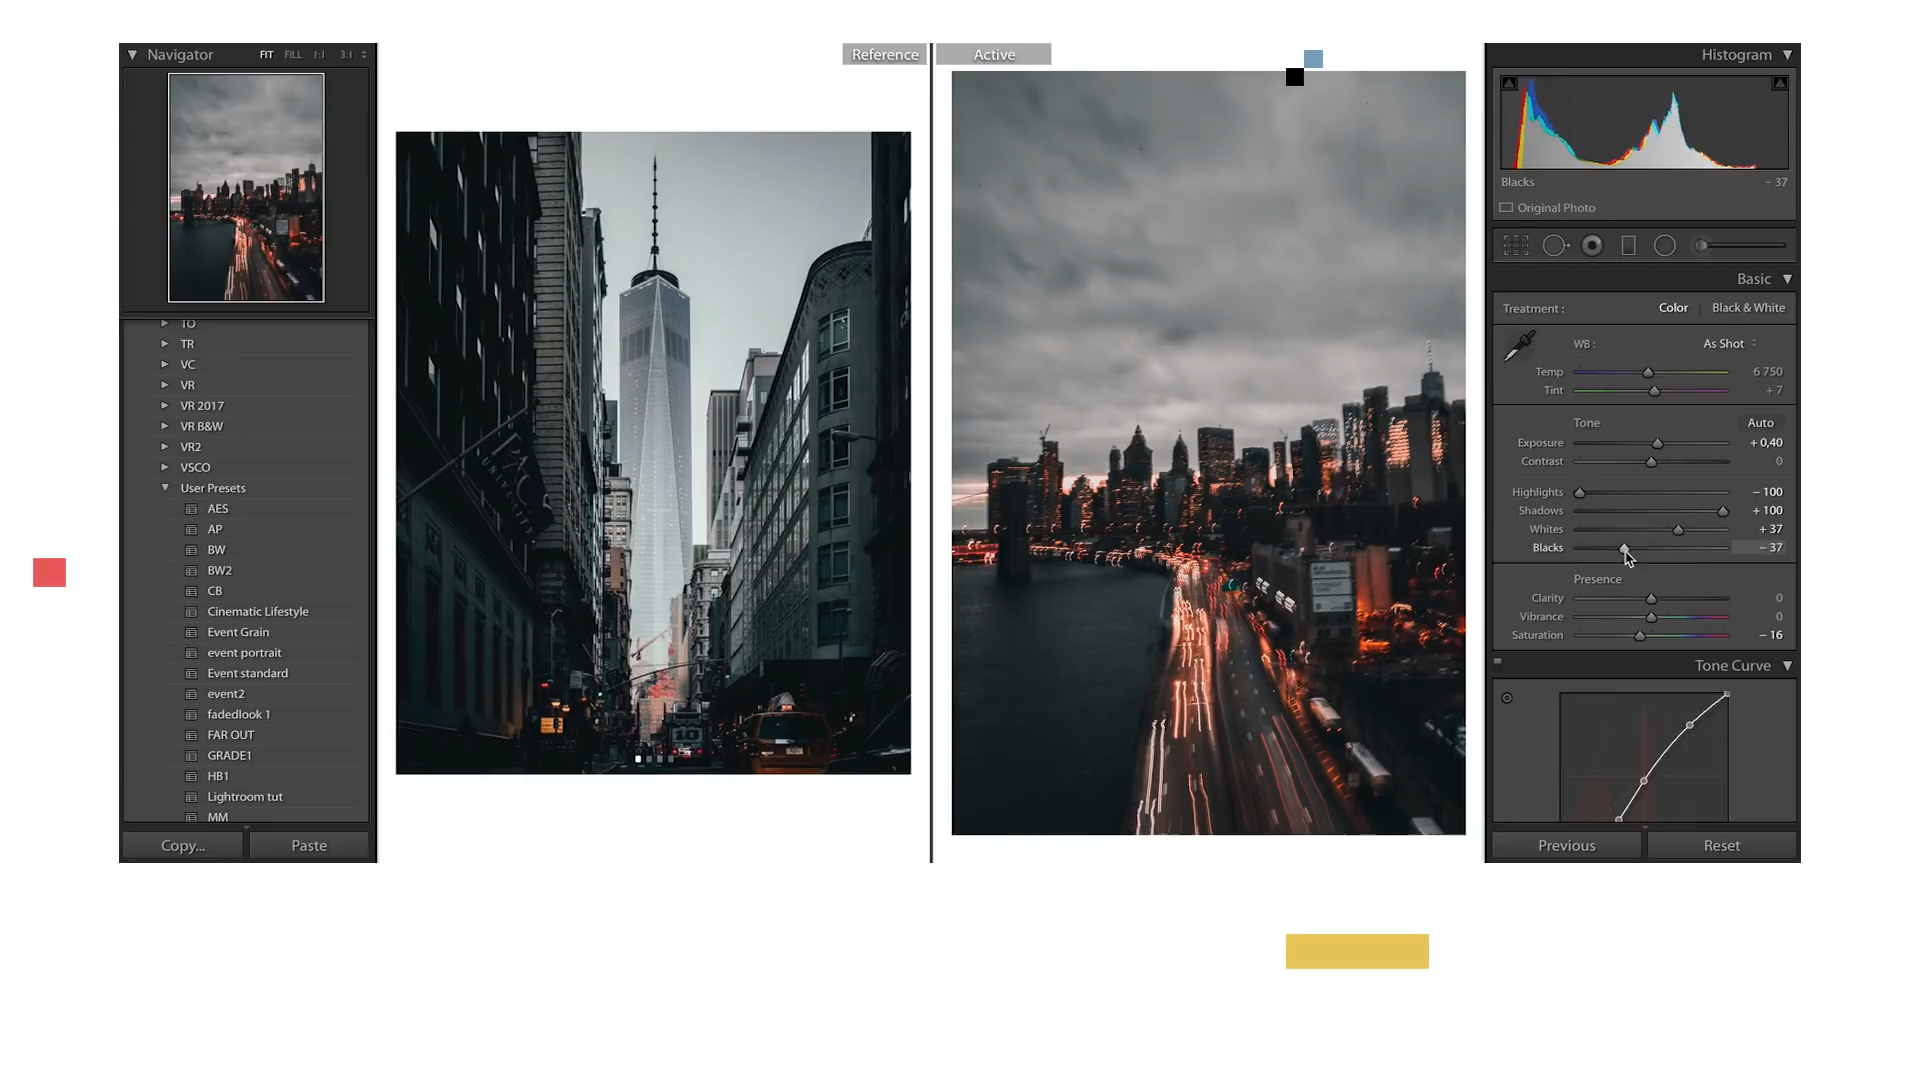 Navigator FIT FILL 1:1 3:1
TO
TR
VC
VR
VR 2017
VR B&W
VR2
VSCO
User Presets
AES
AP
BW
BW2
CB
Cinematic Lifestyle
Event Grain
event portrait
Event standard
event2
fadedlook 1
FAR OUT
GRADE1
HB1
Lightroom tut
MM
Copy... Paste
Reference
PACE
UNIVERSITY
Active
Histogram
Blacks – 37
Original Photo
Basic
Treatment : Color | Black & White
WB : As Shot
Temp 6 750
Tint + 7
Tone Auto
Exposure + 0,40
Contrast 0
Highlights – 100
Shadows + 100
Whites + 37
Blacks – 37
Presence
Clarity 0
Vibrance 0
Saturation – 16
Tone Curve
Previous Reset